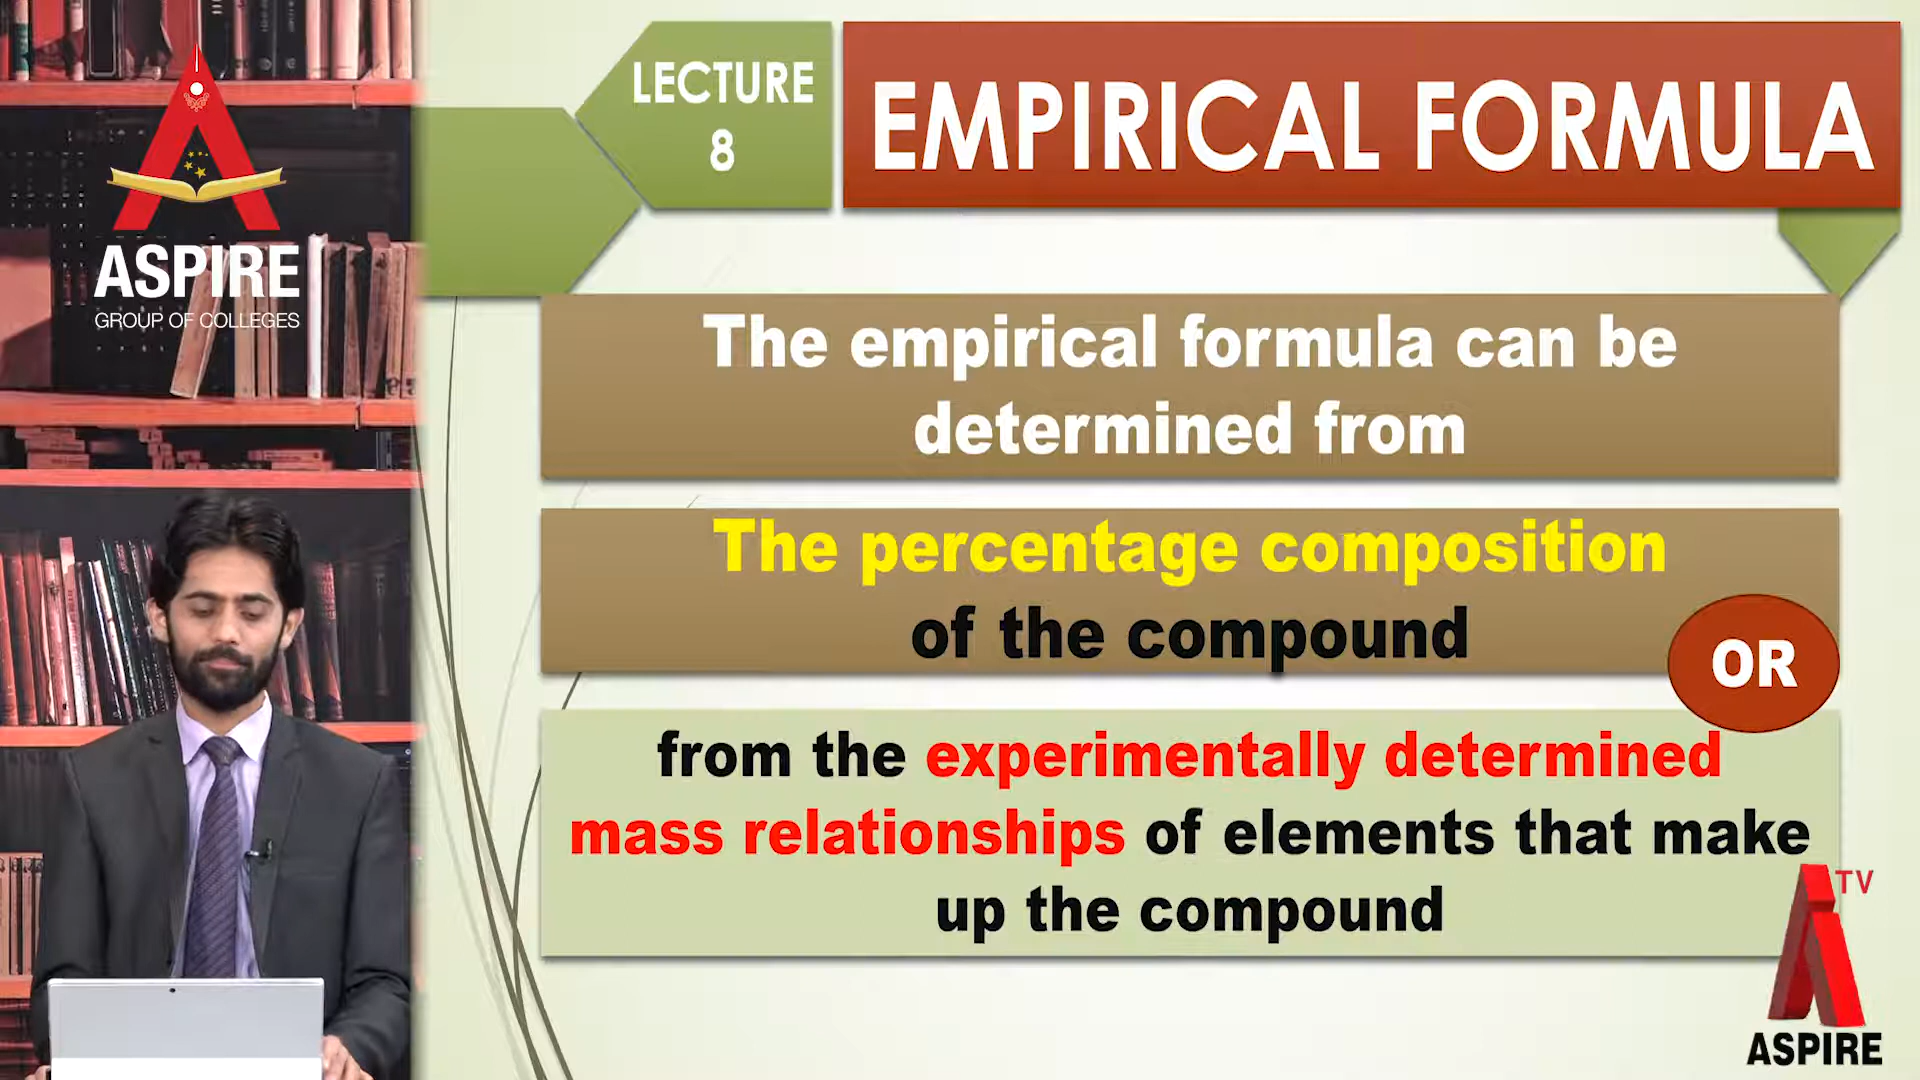 ASPIRE
GROUP OF COLLEGES
LECTURE
8
EMPIRICAL FORMULA
The empirical formula can be
determined from
The percentage composition
of the compound
OR
from the experimentally determined
mass relationships of elements that make
up the compound
TV
ASPIRE